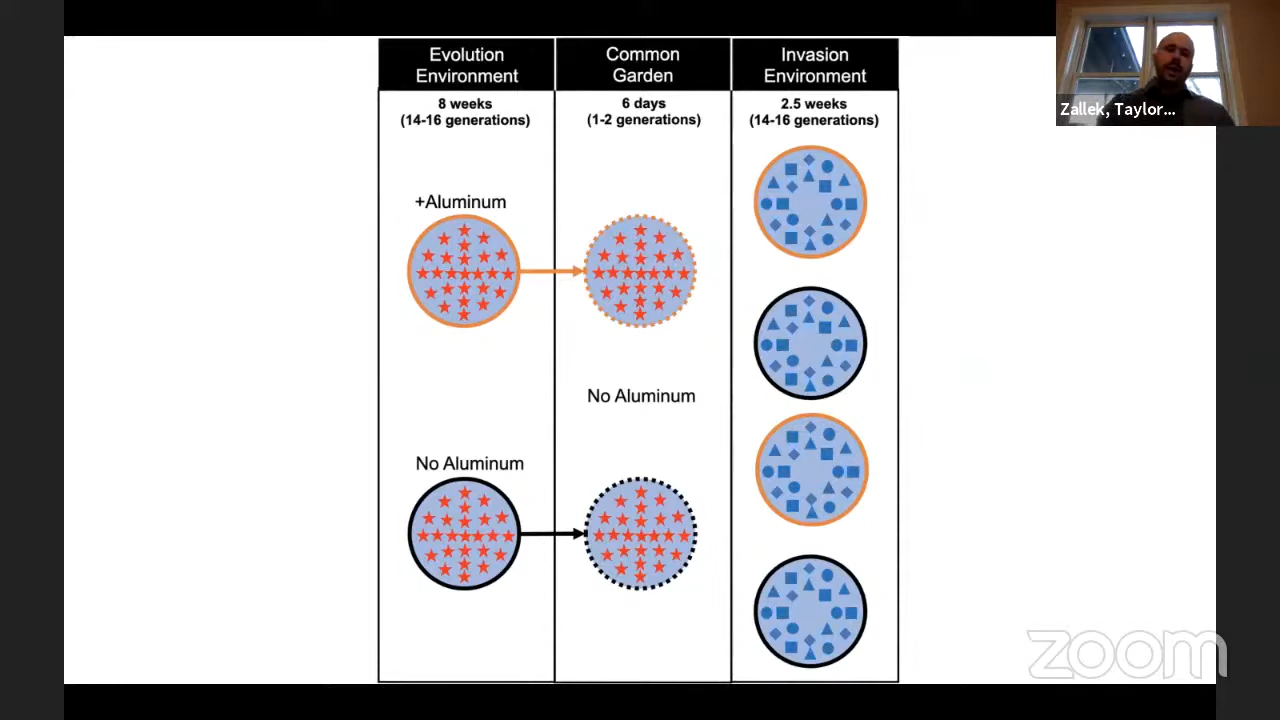 Evolution
Environment
Common
Garden
Invasion
Environment
8 weeks
(14-16 generations)
6 days
(1-2 generations)
2.5 weeks
(14-16 generations)
+Aluminum
No Aluminum
No Aluminum
Zallek, Taylor...
zoom